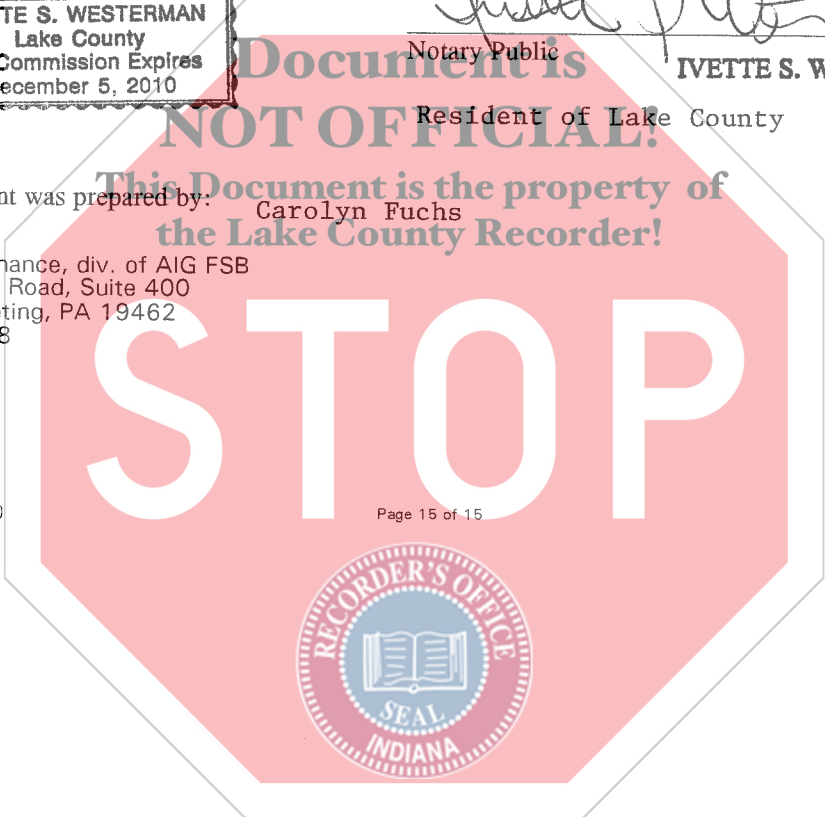 TE S. WESTERMAN
Lake County
Commission Expires
ecember 5, 2010
Notary Public
IVETTE S. W
Resident of Lake County
Document is
NOT OFFICIAL!
This Document is the property of
the Lake County Recorder!
nt was prepared by: Carolyn Fuchs
nance, div. of AIG FSB
Road, Suite 400
ting, PA 19462
8
STOP
Page 15 of 15
RECORDER'S OFFICE
SEAL
INDIANA